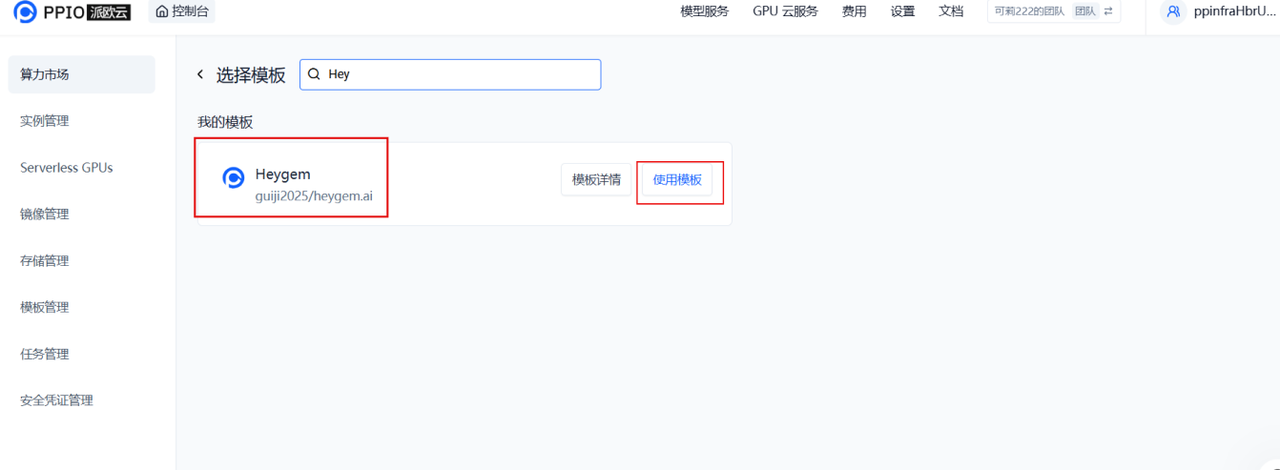 PPIO 派欧云 控制台 模型服务 GPU 云服务 费用 设置 文档 可莉222的团队 团队 ppinfraHbrU...
算力市场
实例管理
Serverless GPUs
镜像管理
存储管理
模板管理
任务管理
安全凭证管理
选择模板 Hey
我的模板
Heygem
guiji2025/heygem.ai
模板详情 使用模板